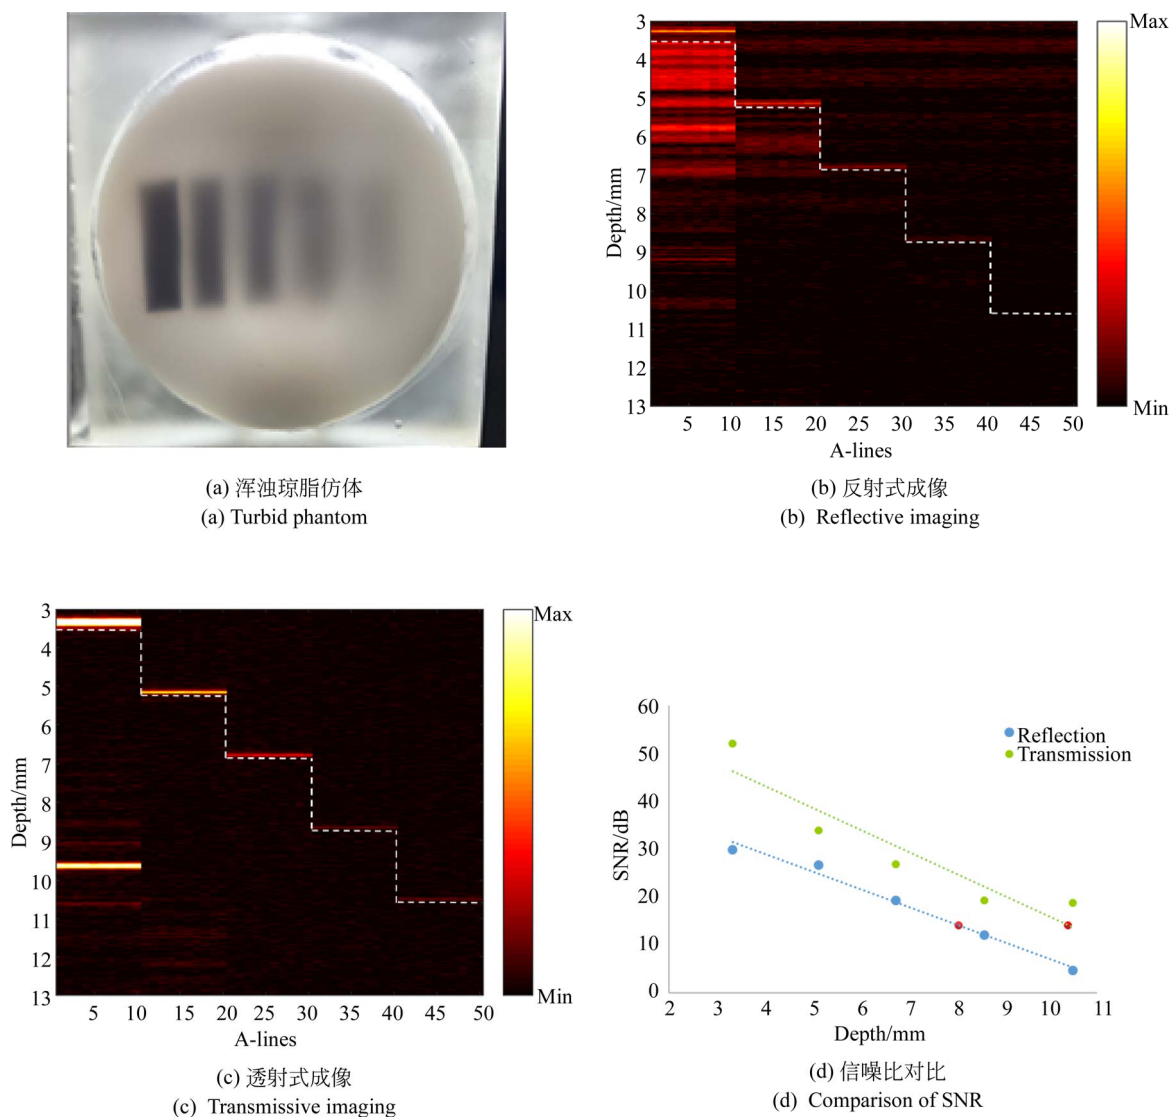 3
4
5
6
7
8
9
10
11
12
13
Depth/mm
5 10 15 20 25 30 35 40 45 50
A-lines
Max
Min
(a) 浑浊琼脂仿体
(a) Turbid phantom
(b) 反射式成像
(b) Reflective imaging
3
4
5
6
7
8
9
10
11
12
13
Depth/mm
5 10 15 20 25 30 35 40 45 50
A-lines
Max
Min
(c) 透射式成像
(c) Transmissive imaging
60
50
40
30
20
10
0
SNR/dB
Reflection
Transmission
2 3 4 5 6 7 8 9 10 11
Depth/mm
(d) 信噪比对比
(d) Comparison of SNR